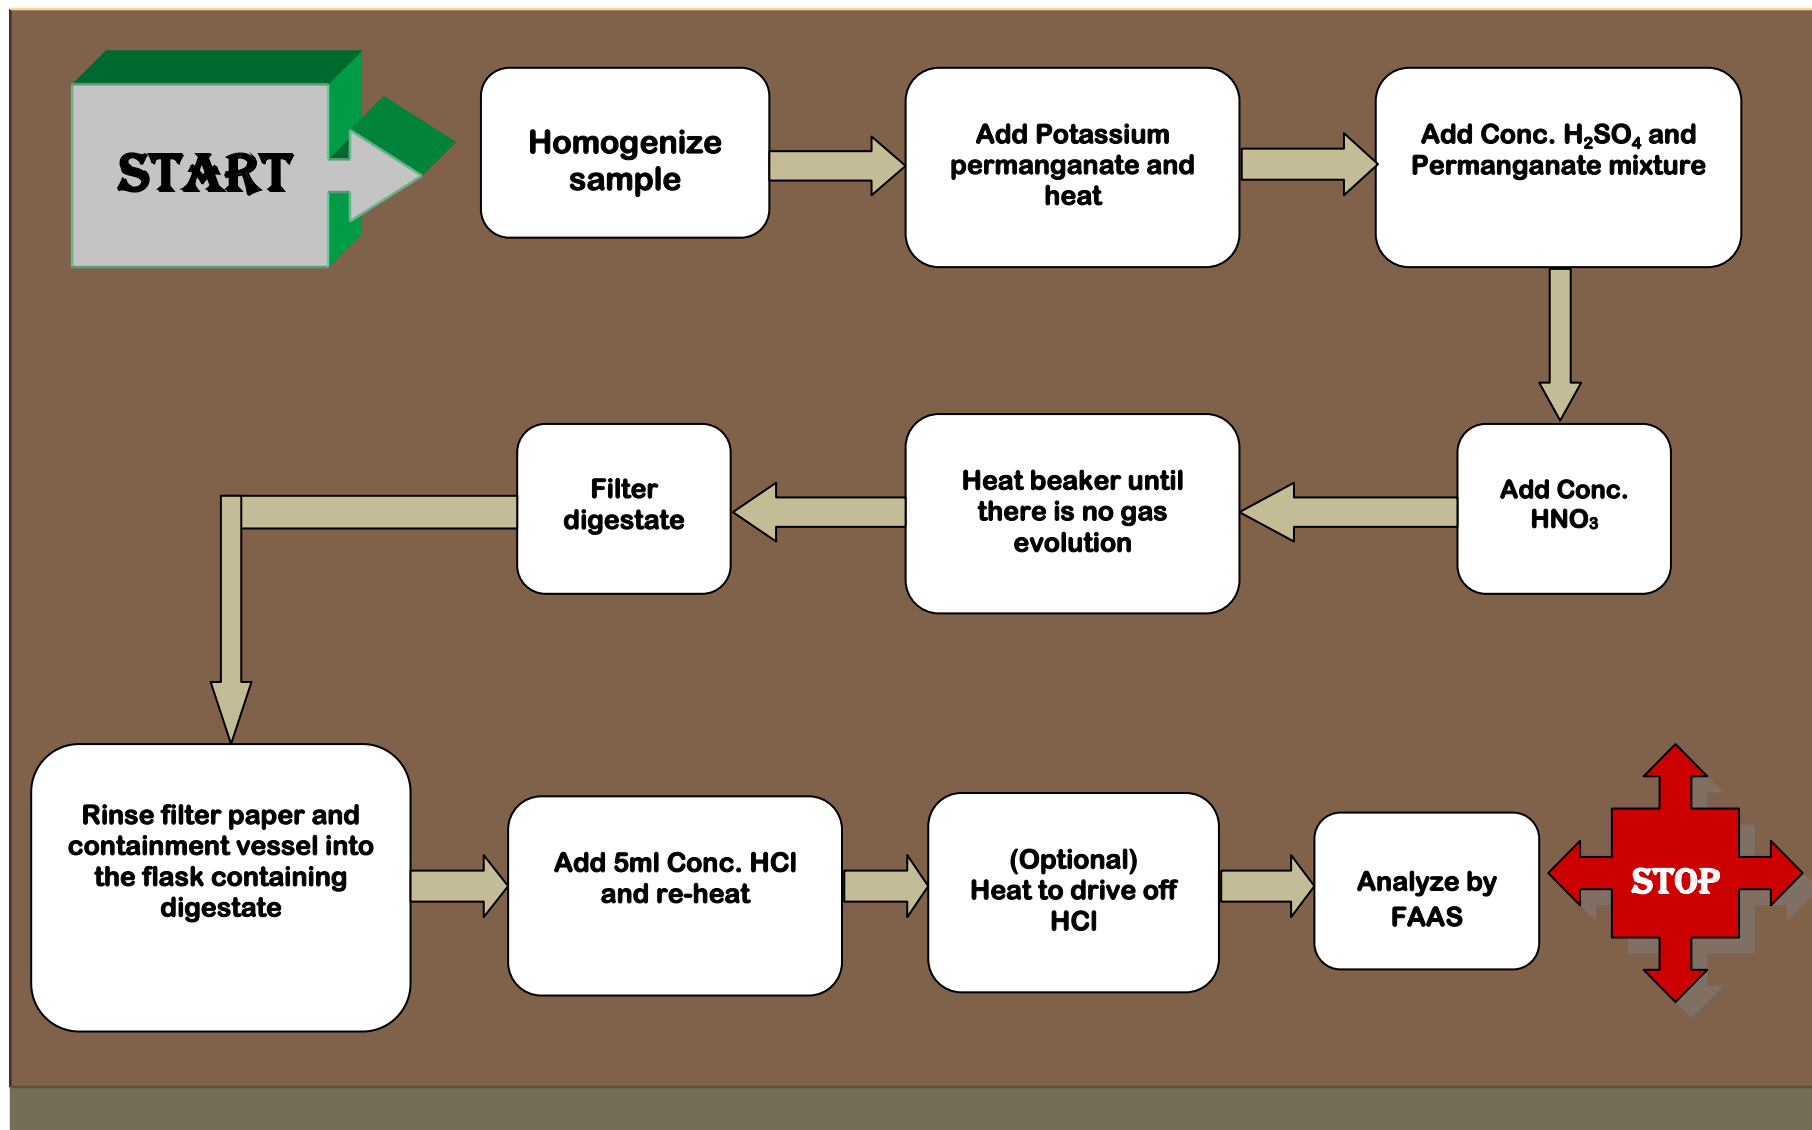 START
Homogenize
sample
Add Potassium
permanganate and
heat
Add Conc. H₂SO₄ and
Permanganate mixture
Filter
digestate
Heat beaker until
there is no gas
evolution
Add Conc.
HNO₃
Rinse filter paper and
containment vessel into
the flask containing
digestate
Add 5ml Conc. HCl
and re-heat
(Optional)
Heat to drive off
HCl
Analyze by
FAAS
STOP